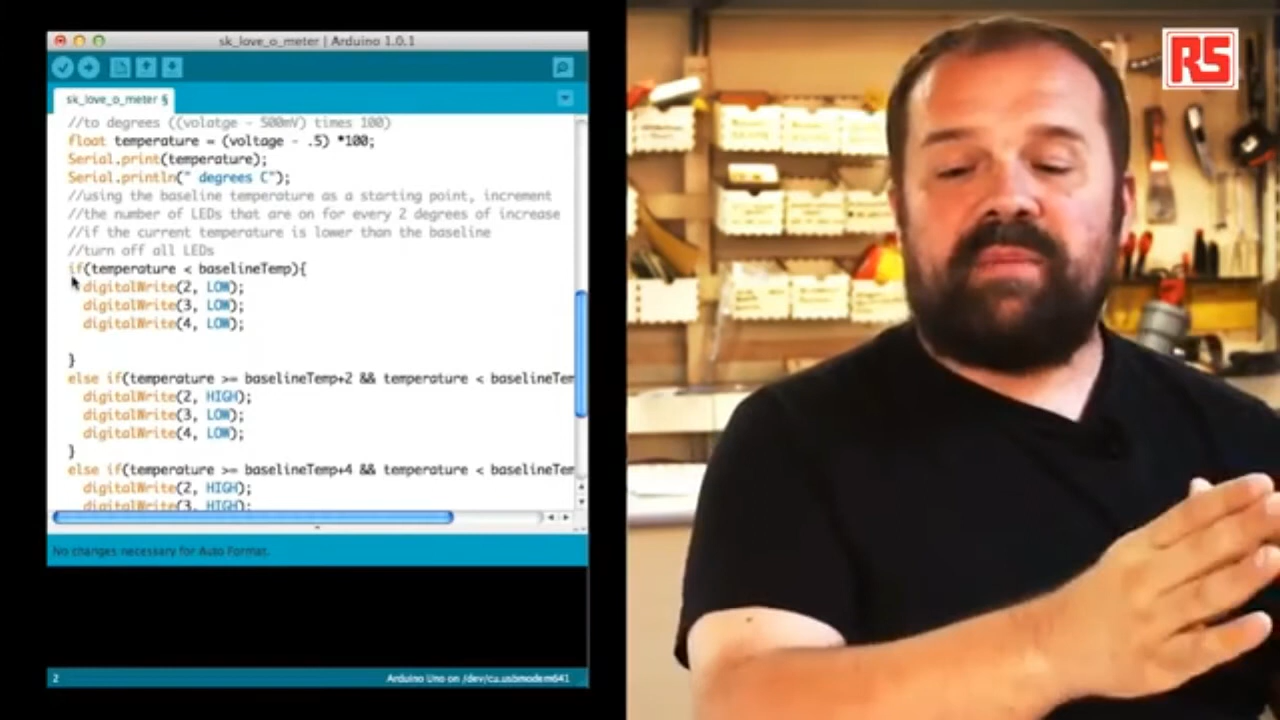 sk_love_o_meter | Arduino 1.0.1
sk_love_o_meter §
//to degrees ((volatge - 500mV) times 100)
float temperature = (voltage - .5) *100;
Serial.print(temperature);
Serial.println(" degrees C");
//using the baseline temperature as a starting point, increment
//the number of LEDs that are on for every 2 degrees of increase
//if the current temperature is lower than the baseline
//turn off all LEDs
if(temperature < baselineTemp){
digitalWrite(2, LOW);
digitalWrite(3, LOW);
digitalWrite(4, LOW);
}
else if(temperature >= baselineTemp+2 && temperature < baselineTem
digitalWrite(2, HIGH);
digitalWrite(3, LOW);
digitalWrite(4, LOW);
}
else if(temperature >= baselineTemp+4 && temperature < baselineTem
digitalWrite(2, HIGH);
digitalWrite(3, HIGH);
No changes necessary for Auto Format.
2
Arduino Uno on /dev/cu.usbmodem641
RS